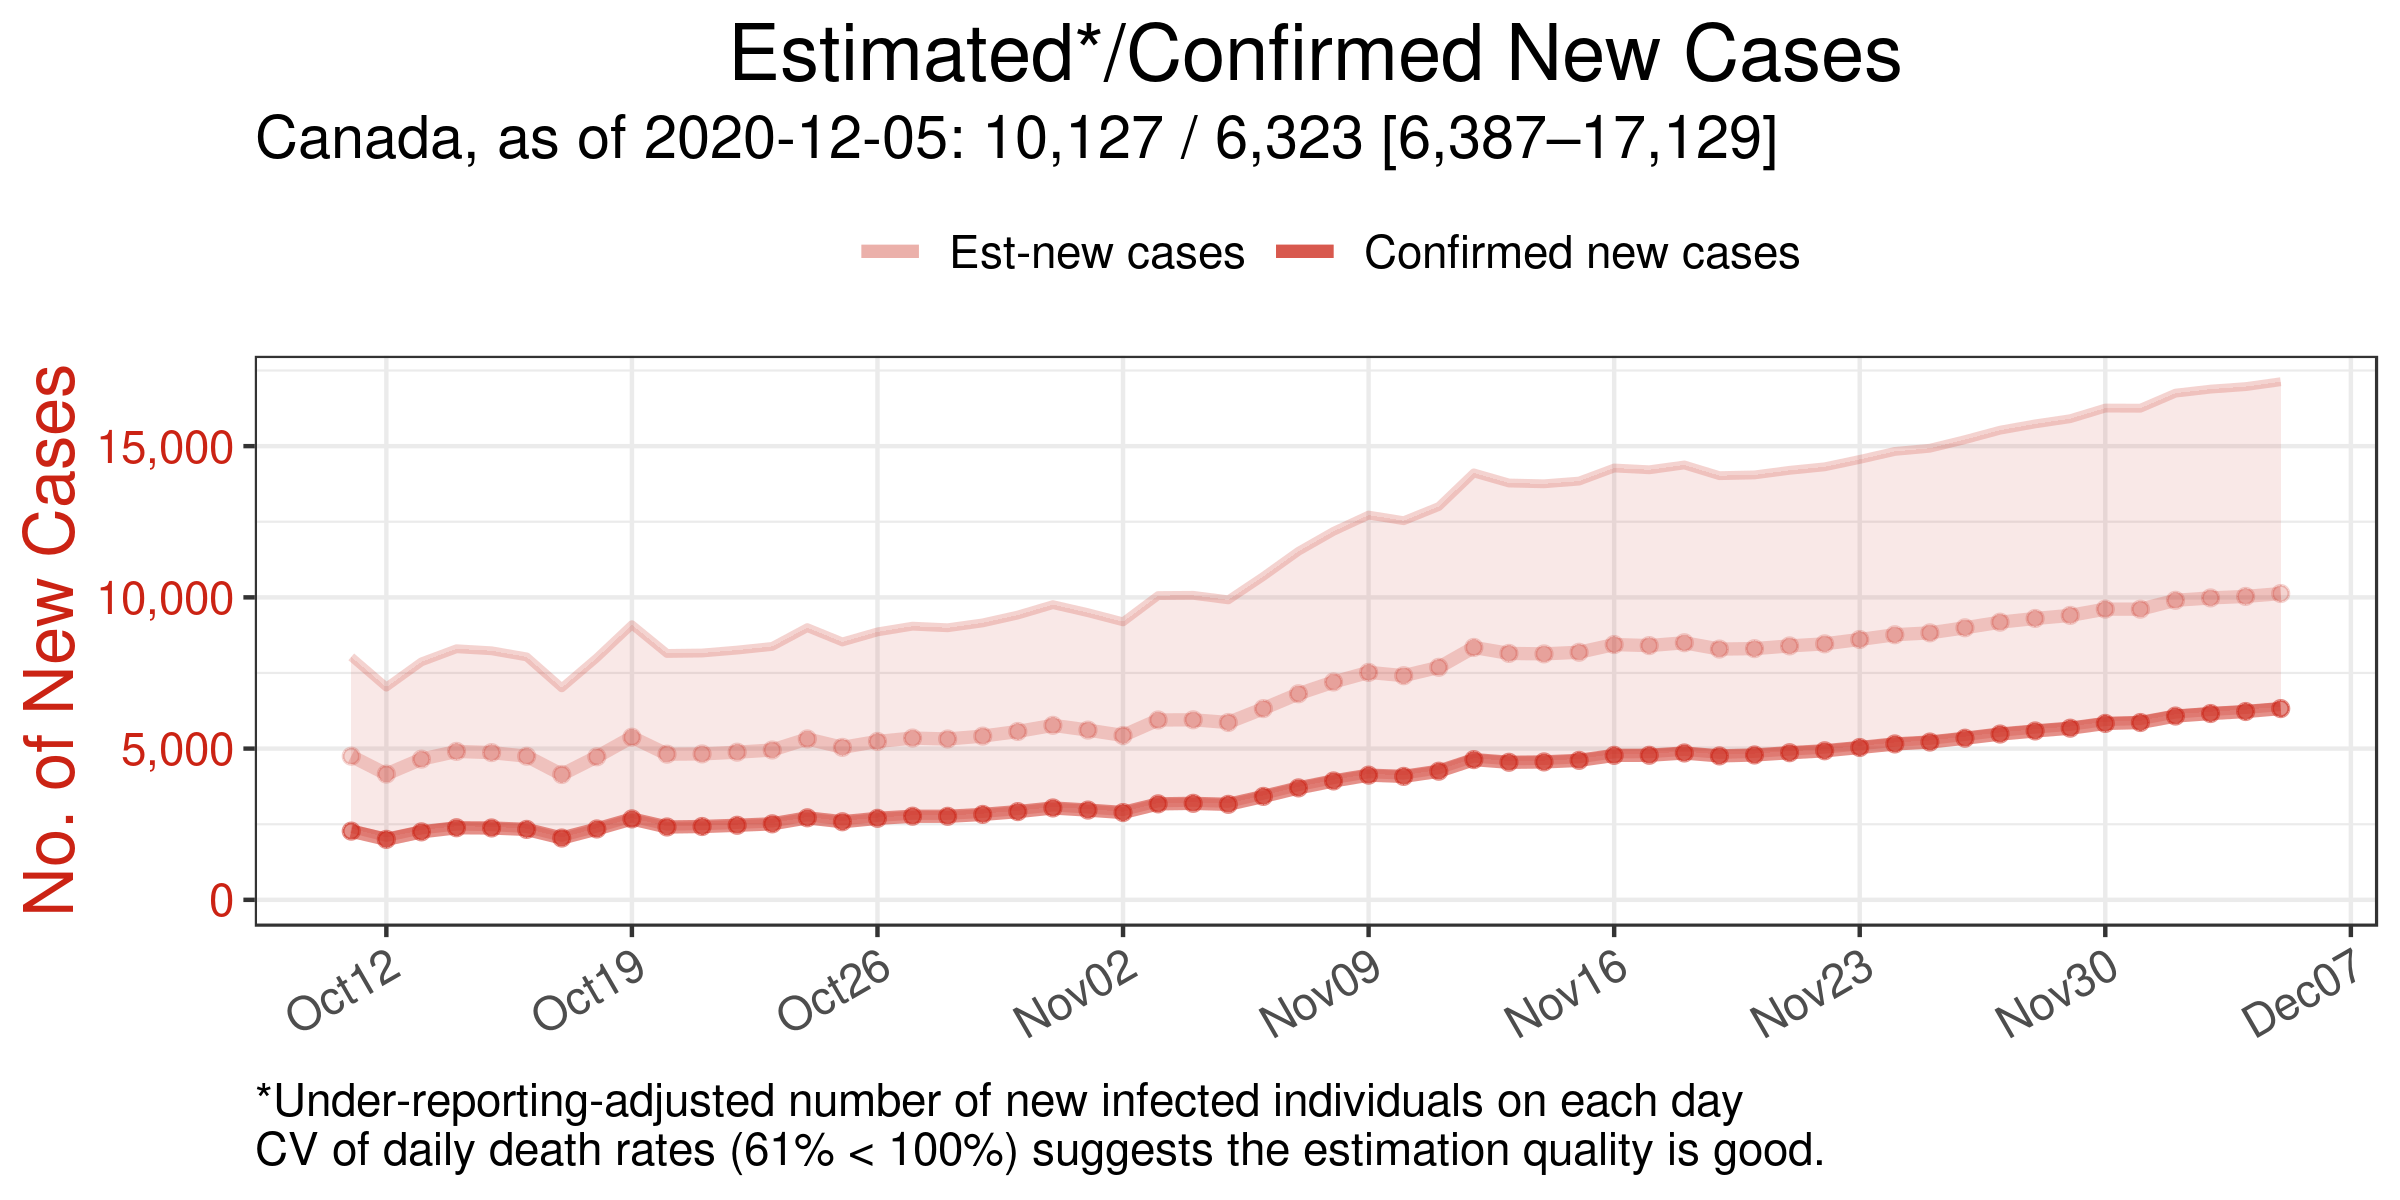 Estimated*/Confirmed New Cases
Canada, as of 2020-12-05: 10,127 / 6,323 [6,387–17,129]
Est-new cases Confirmed new cases
No. of New Cases
15,000
10,000
5,000
0
Oct12 Oct19 Oct26 Nov02 Nov09 Nov16 Nov23 Nov30 Dec07
*Under-reporting-adjusted number of new infected individuals on each day
CV of daily death rates (61% < 100%) suggests the estimation quality is good.